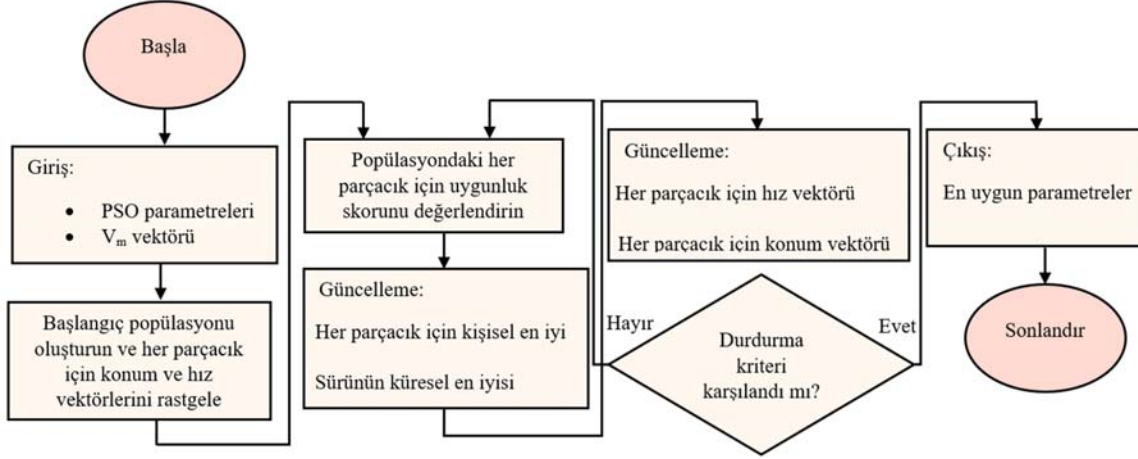 Başla
Giriş:
• PSO parametreleri
• Vm vektörü
Başlangıç popülasyonu
oluşturun ve her parçacık
için konum ve hız
vektörlerini rastgele
Popülasyondaki her
parçacık için uygunluk
skorunu değerlendirin
Güncelleme:
Her parçacık için kişisel en iyi
Sürünün küresel en iyisi
Güncelleme:
Her parçacık için hız vektörü
Her parçacık için konum vektörü
Durdurma
kriteri
karşılandı mı?
Hayır
Evet
Çıkış:
En uygun parametreler
Sonlandır